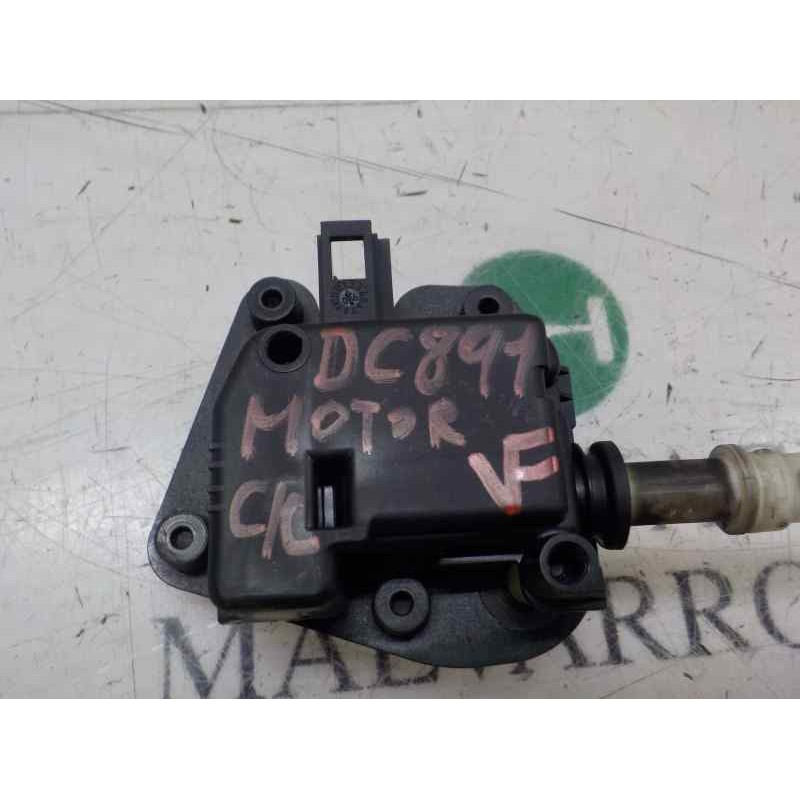 DC891
MOTOR
C/C VF
MALVARRO